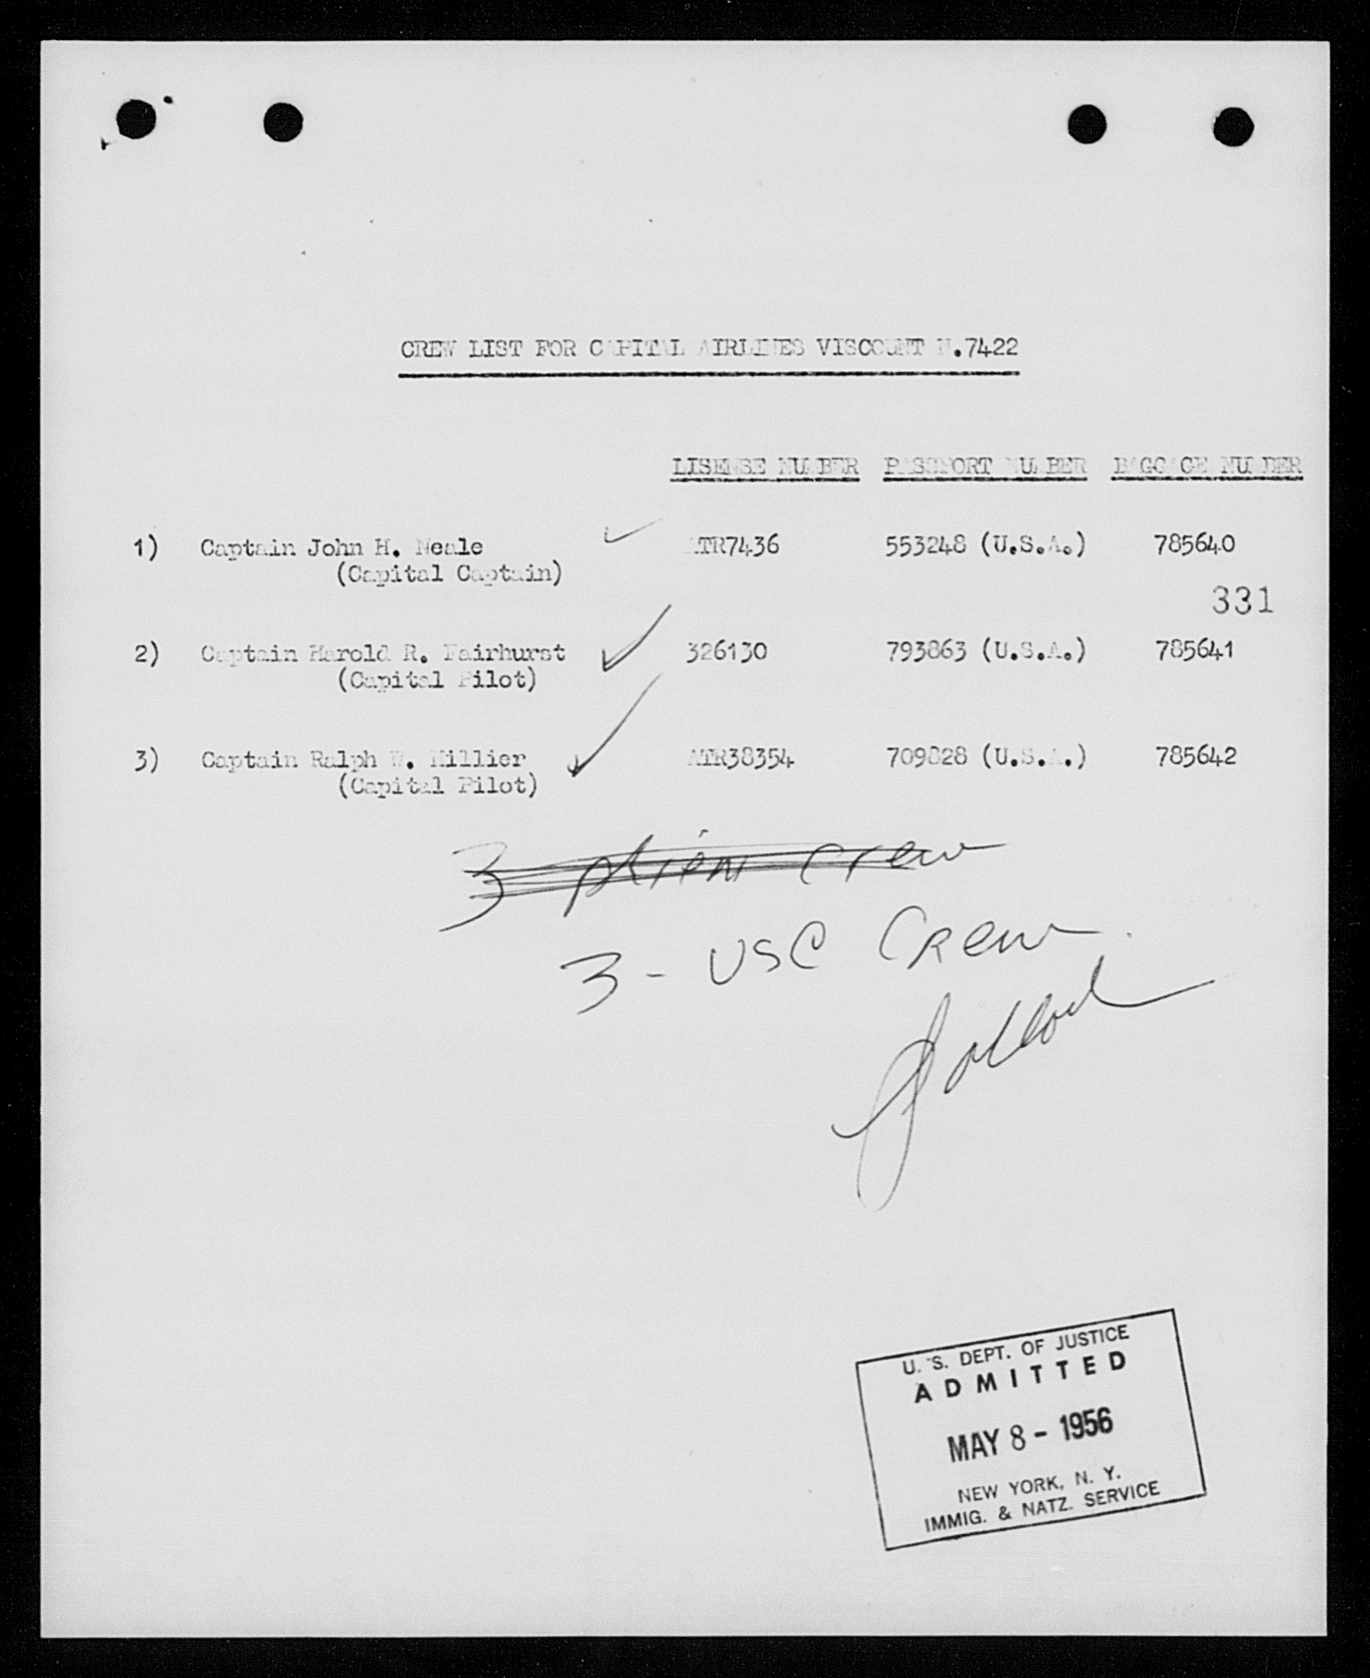 CREW LIST FOR CAPITAL AIRLINES VISCOUNT N.7422
LISENSE NUMBER PASSPORT NUMBER BAGGAGE NUMBER
1) Captain John H. Neale ATR7436 553248 (U.S.A.) 785640
(Capital Captain)
331
2) Captain Harold R. Fairhurst 326130 793863 (U.S.A.) 785641
(Capital Pilot)
3) Captain Ralph W. Hillier ATR38354 709828 (U.S.A.) 785642
(Capital Pilot)
3 Alien Crew
3 - USC Crew
U. S. DEPT. OF JUSTICE
ADMITTED
MAY 8 - 1956
NEW YORK, N. Y.
IMMIG. & NATZ. SERVICE